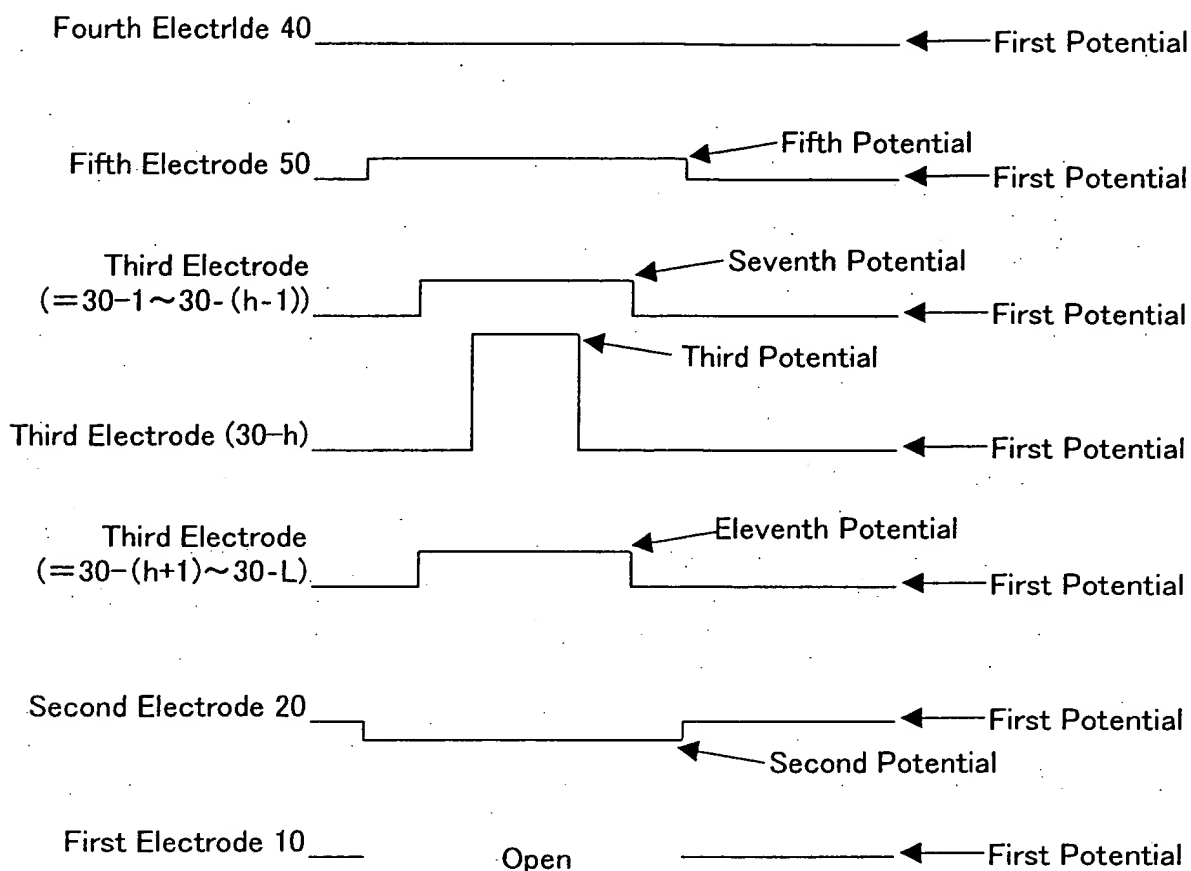 Fourth Electrlde 40
First Potential
Fifth Potential
Fifth Electrode 50
First Potential
Third Electrode
(=30-1~30-(h-1))
Seventh Potential
First Potential
Third Potential
Third Electrode (30-h)
First Potential
Third Electrode
(=30-(h+1)~30-L)
Eleventh Potential
First Potential
Second Electrode 20
First Potential
Second Potential
First Electrode 10
Open
First Potential